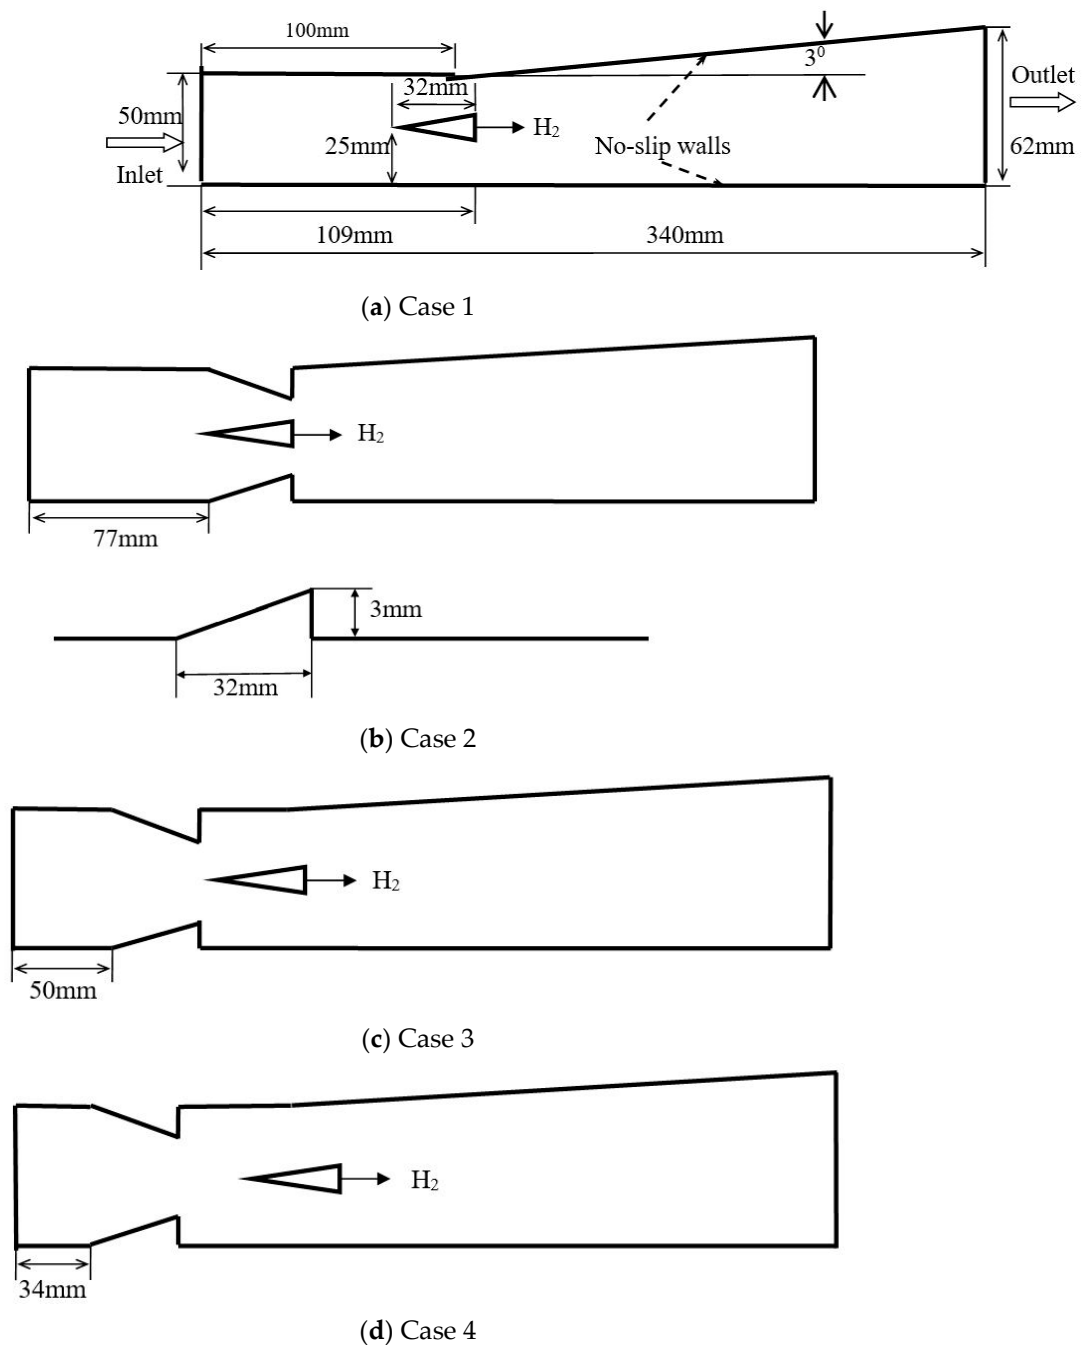 100mm
3⁰
Outlet
32mm
50mm
H₂
25mm
No-slip walls
62mm
Inlet
109mm
340mm
(a) Case 1
H₂
77mm
3mm
32mm
(b) Case 2
H₂
50mm
(c) Case 3
H₂
34mm
(d) Case 4